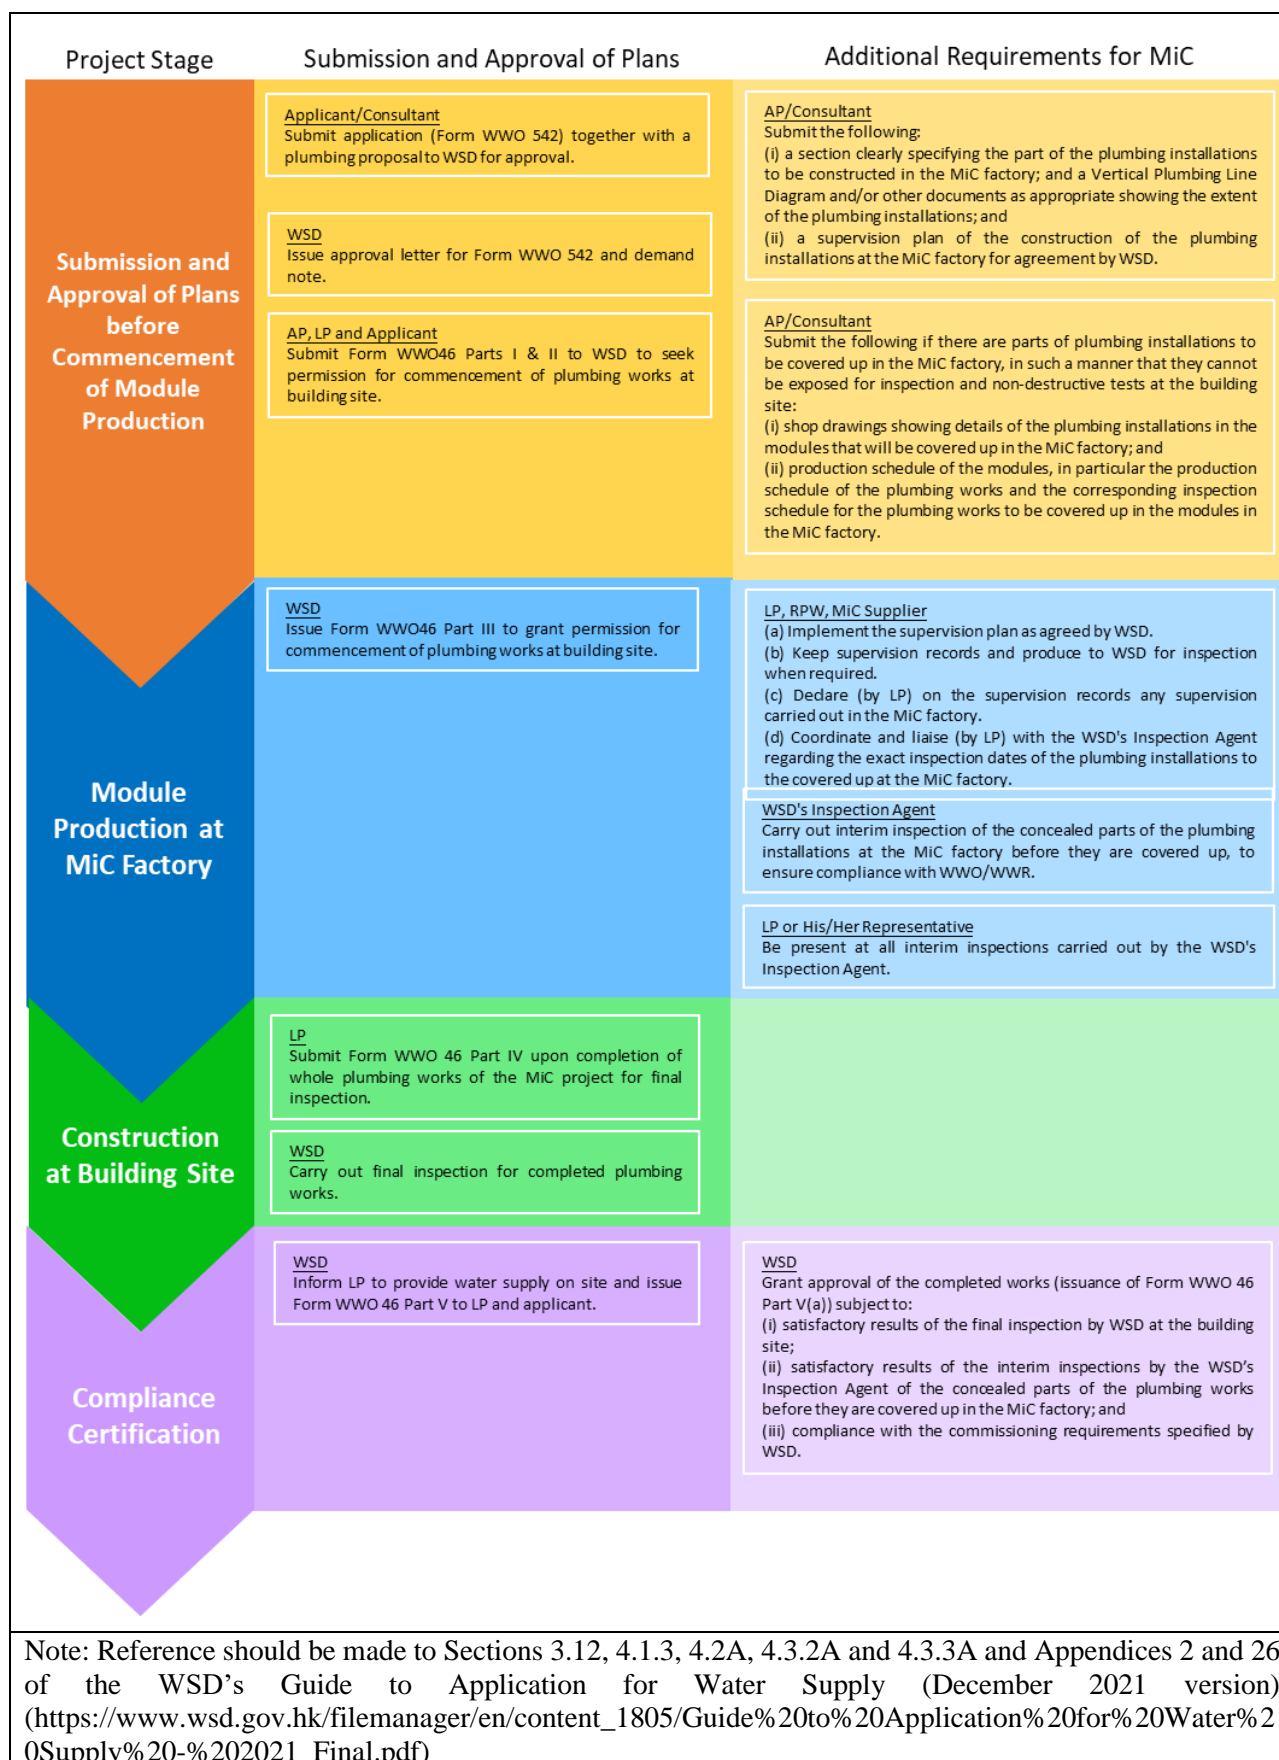 Project Stage
Submission and Approval of Plans
Additional Requirements for MiC
Submission and
Approval of Plans
before
Commencement
of Module
Production
Applicant/Consultant
Submit application (Form WWO 542) together with a
plumbing proposal to WSD for approval.
WSD
Issue approval letter for Form WWO 542 and demand
note.
AP, LP and Applicant
Submit Form WWO46 Parts I & II to WSD to seek
permission for commencement of plumbing works at
building site.
AP/Consultant
Submit the following:
(i) a section clearly specifying the part of the plumbing installations
to be constructed in the MiC factory; and a Vertical Plumbing Line
Diagram and/or other documents as appropriate showing the extent
of the plumbing installations; and
(ii) a supervision plan of the construction of the plumbing
installations at the MiC factory for agreement by WSD.
AP/Consultant
Submit the following if there are parts of plumbing installations to
be covered up in the MiC factory, in such a manner that they cannot
be exposed for inspection and non-destructive tests at the building
site:
(i) shop drawings showing details of the plumbing installations in the
modules that will be covered up in the MiC factory; and
(ii) production schedule of the modules, in particular the production
schedule of the plumbing works and the corresponding inspection
schedule for the plumbing works to be covered up in the modules in
the MiC factory.
Module
Production at
MiC Factory
WSD
Issue Form WWO46 Part III to grant permission for
commencement of plumbing works at building site.
LP, RPW, MiC Supplier
(a) Implement the supervision plan as agreed by WSD.
(b) Keep supervision records and produce to WSD for inspection
when required.
(c) Declare (by LP) on the supervision records any supervision
carried out in the MiC factory.
(d) Coordinate and liaise (by LP) with the WSD's Inspection Agent
regarding the exact inspection dates of the plumbing installations to
the covered up at the MiC factory.
WSD's Inspection Agent
Carry out interim inspection of the concealed parts of the plumbing
installations at the MiC factory before they are covered up, to
ensure compliance with WWO/WWR.
LP or His/Her Representative
Be present at all interim inspections carried out by the WSD's
Inspection Agent.
Construction
at Building Site
LP
Submit Form WWO 46 Part IV upon completion of
whole plumbing works of the MiC project for final
inspection.
WSD
Carry out final inspection for completed plumbing
works.
Compliance
Certification
WSD
Inform LP to provide water supply on site and issue
Form WWO 46 Part V to LP and applicant.
WSD
Grant approval of the completed works (issuance of Form WWO 46
Part V(a)) subject to:
(i) satisfactory results of the final inspection by WSD at the building
site;
(ii) satisfactory results of the interim inspections by the WSD’s
Inspection Agent of the concealed parts of the plumbing works
before they are covered up in the MiC factory; and
(iii) compliance with the commissioning requirements specified by
WSD.
Note: Reference should be made to Sections 3.12, 4.1.3, 4.2A, 4.3.2A and 4.3.3A and Appendices 2 and 26
of the WSD’s Guide to Application for Water Supply (December 2021 version)
(https://www.wsd.gov.hk/filemanager/en/content_1805/Guide%20to%20Application%20for%20Water%2
0Supply%20-%202021_Final.pdf)